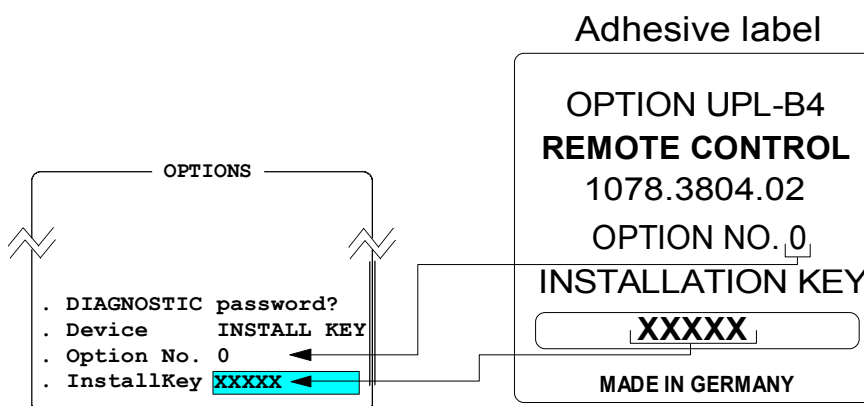 Adhesive label
OPTION UPL-B4
REMOTE CONTROL
1078.3804.02
OPTION NO. 0
INSTALLATION KEY
XXXXX
MADE IN GERMANY
OPTIONS
. DIAGNOSTIC password?
. Device INSTALL KEY
. Option No. 0
. InstallKey XXXXX